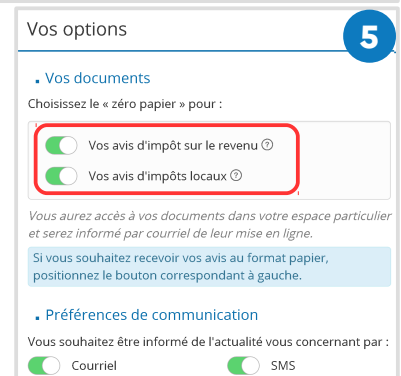 Vos options
5
Vos documents
Choisissez le « zéro papier » pour :
Vos avis d'impôt sur le revenu ?
Vos avis d'impôts locaux ?
Vous aurez accès à vos documents dans votre espace particulier
et serez informé par courriel de leur mise en ligne.
Si vous souhaitez recevoir vos avis au format papier,
positionnez le bouton correspondant à gauche.
Préférences de communication
Vous souhaitez être informé de l'actualité vous concernant par :
Courriel SMS